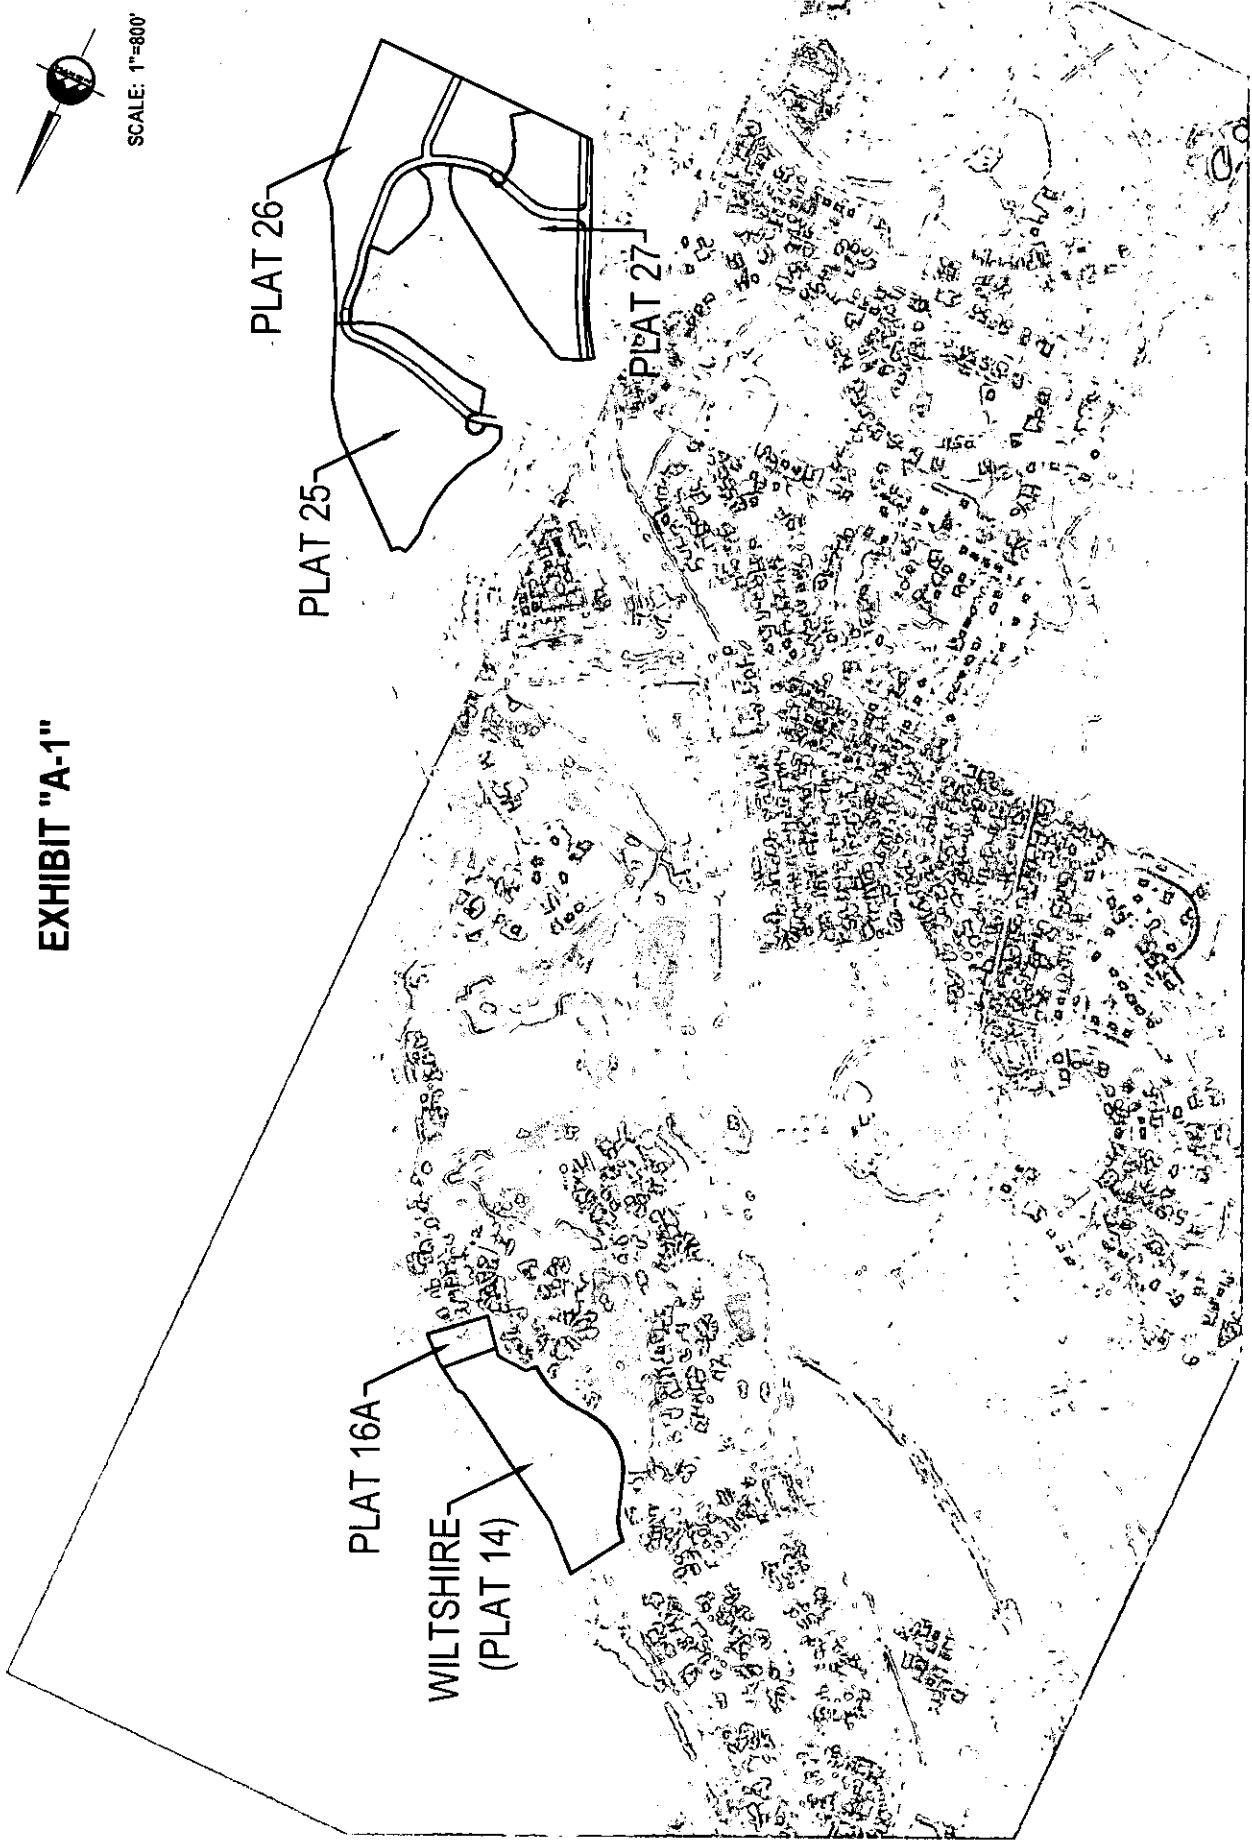 EXHIBIT "A-1"
SCALE: 1"=800'
PLAT 26
PLAT 27
PLAT 25
PLAT 16A
WILTSHIRE
(PLAT 14)